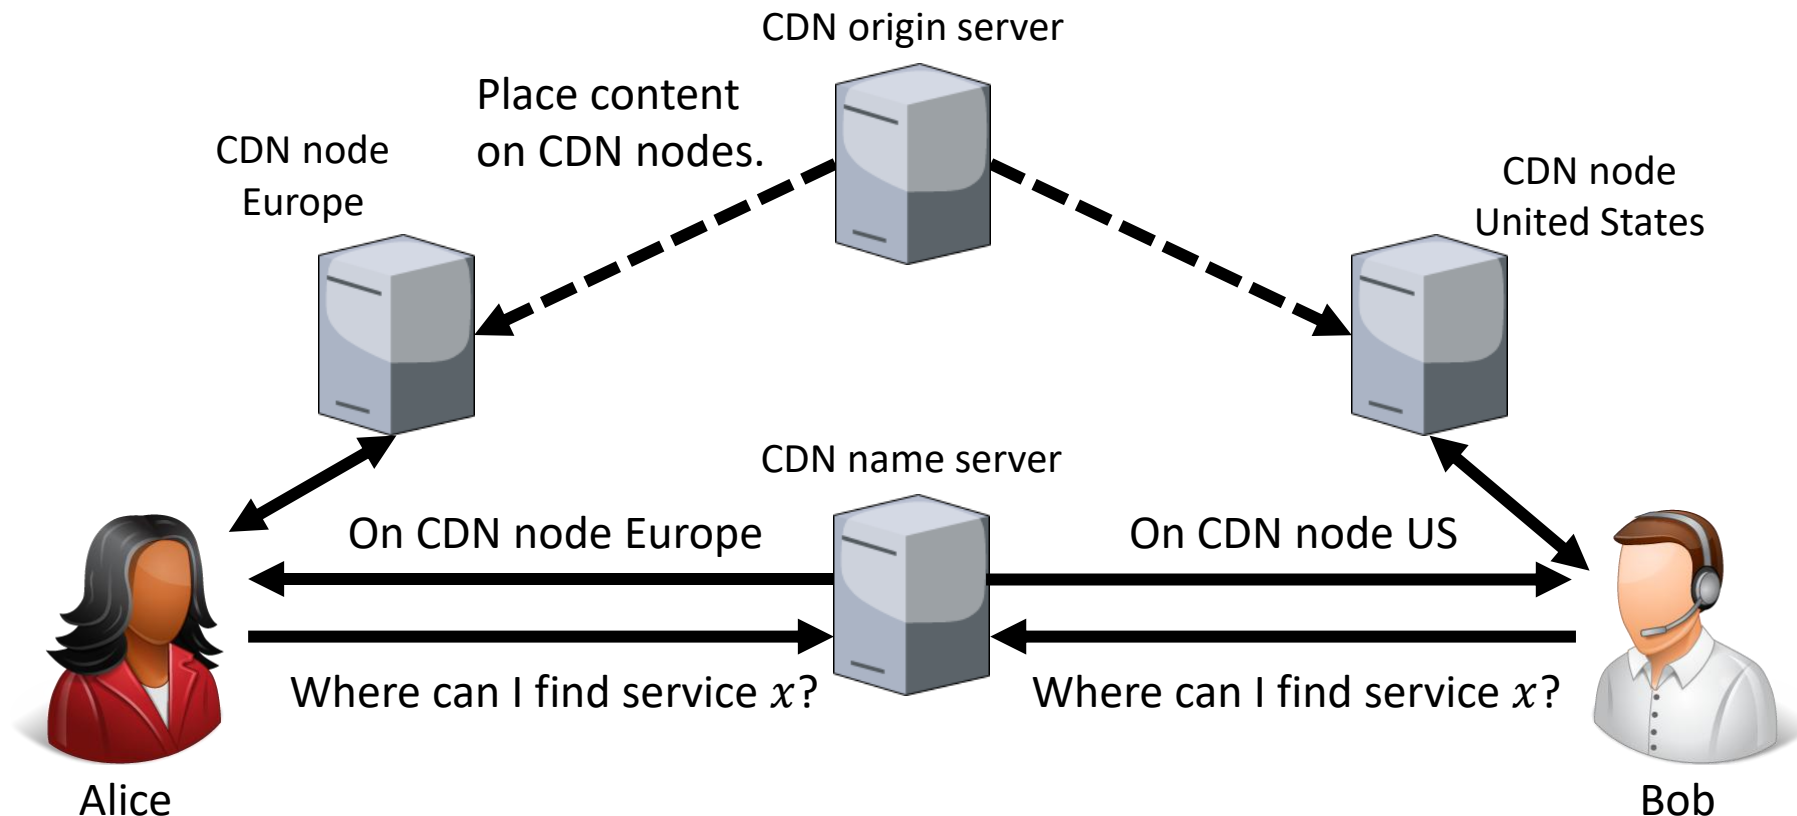 CDN origin server
Place content
on CDN nodes.
CDN node
Europe
CDN node
United States
CDN name server
On CDN node Europe
On CDN node US
Where can I find service x?
Where can I find service x?
Alice
Bob